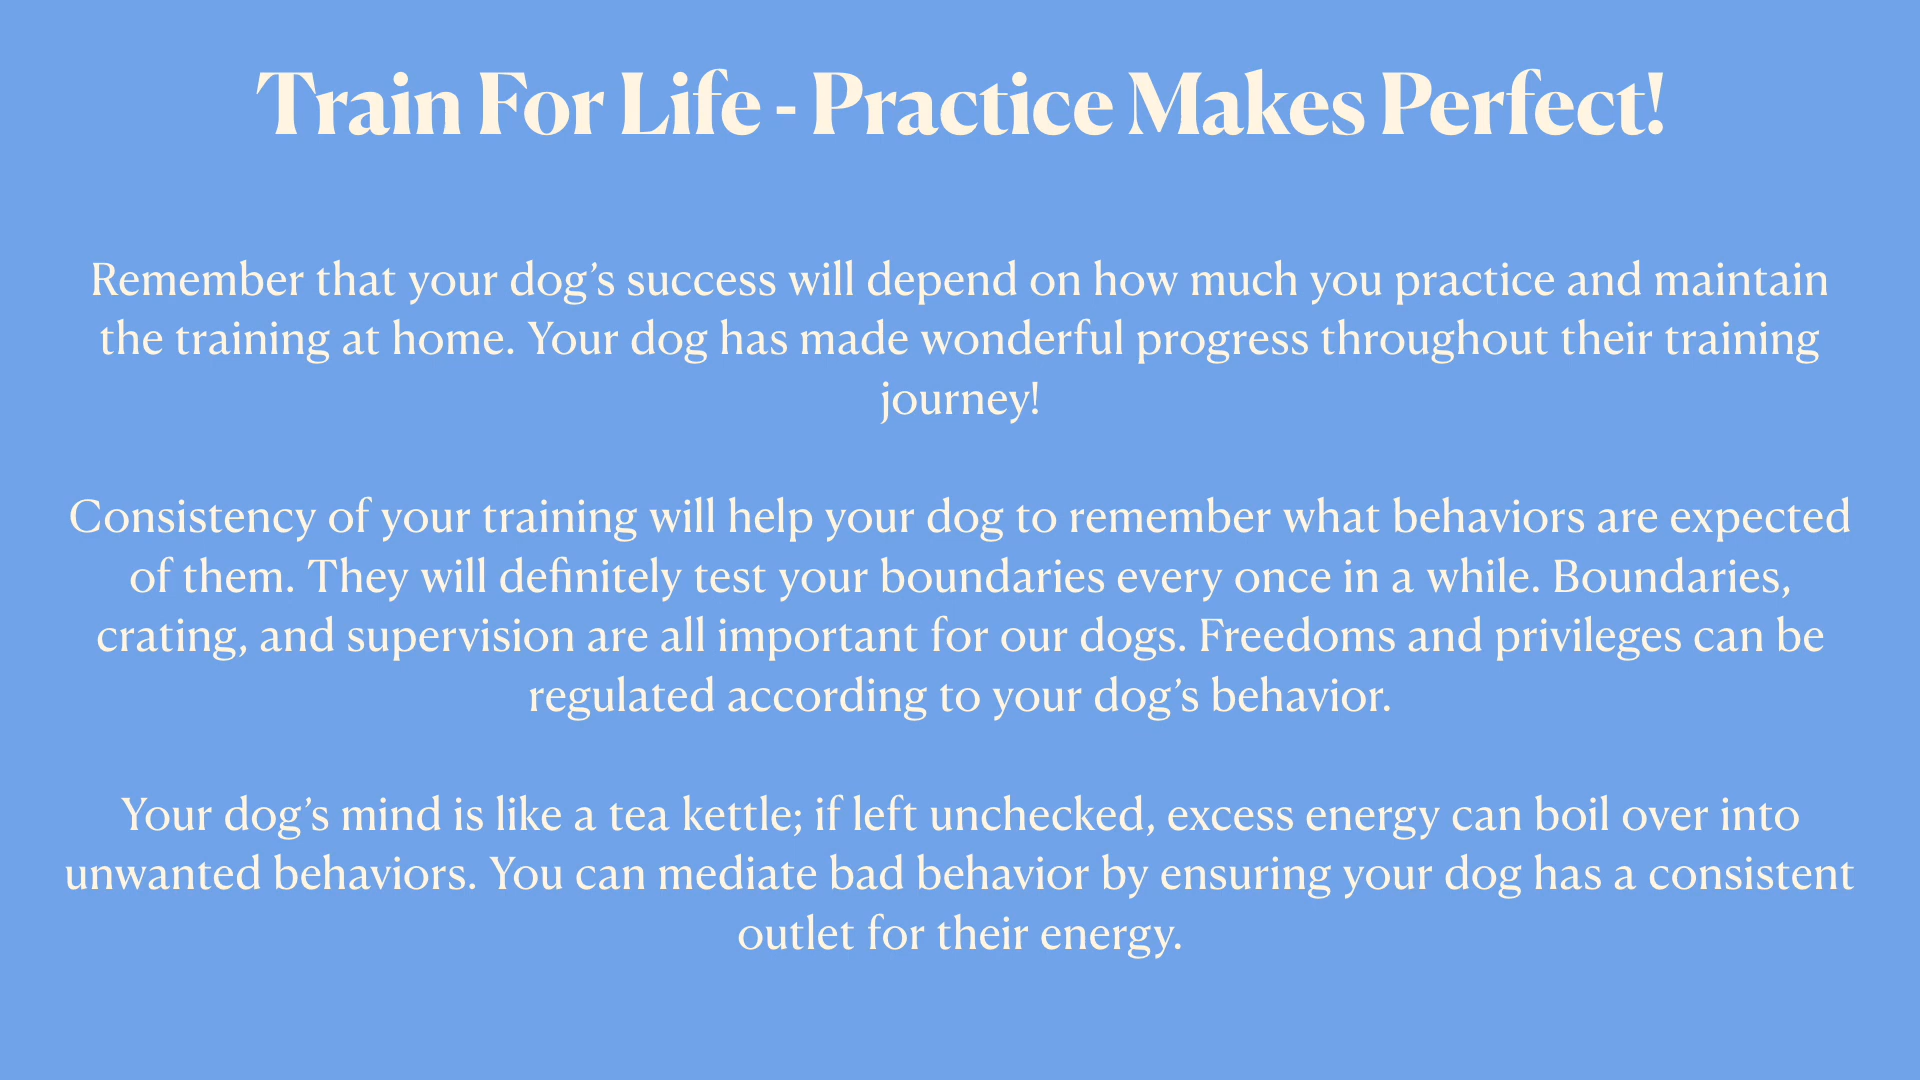 Train For Life - Practice Makes Perfect!
Remember that your dog’s success will depend on how much you practice and maintain
the training at home. Your dog has made wonderful progress throughout their training
journey!
Consistency of your training will help your dog to remember what behaviors are expected
of them. They will definitely test your boundaries every once in a while. Boundaries,
crating, and supervision are all important for our dogs. Freedoms and privileges can be
regulated according to your dog’s behavior.
Your dog’s mind is like a tea kettle; if left unchecked, excess energy can boil over into
unwanted behaviors. You can mediate bad behavior by ensuring your dog has a consistent
outlet for their energy.